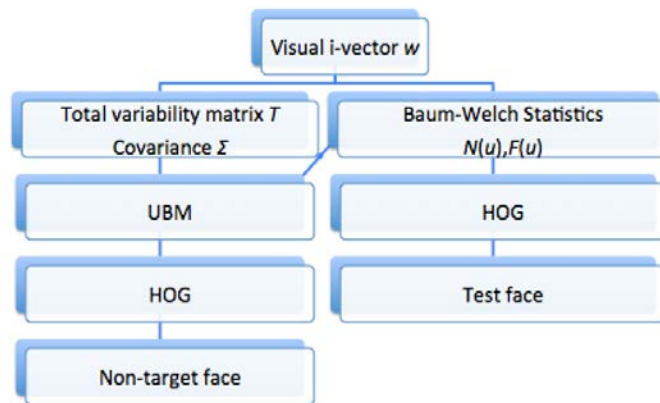 Visual i-vector w
Total variability matrix T
Covariance Σ
Baum-Welch Statistics
N(u),F(u)
UBM
HOG
HOG
Test face
Non-target face